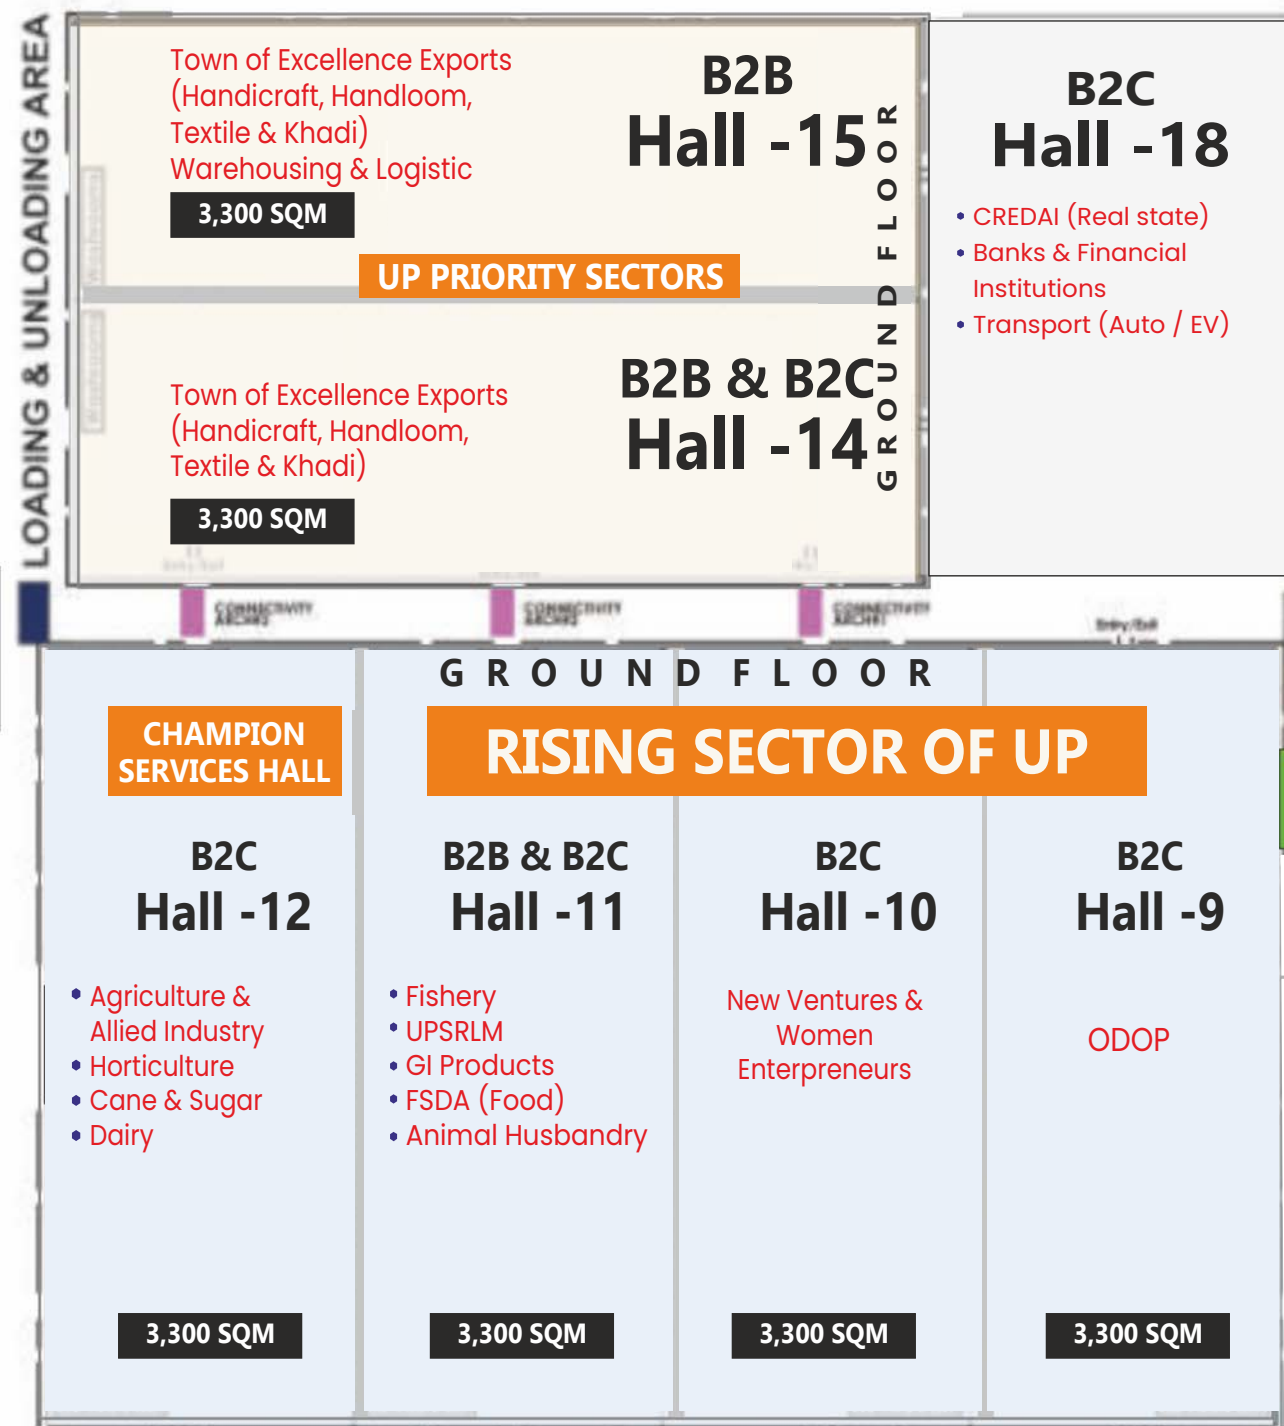 LOADING & UNLOADING AREA
Town of Excellence Exports
(Handicraft, Handloom,
Textile & Khadi)
Warehousing & Logistic
3,300 SQM
B2B
Hall -15
UP PRIORITY SECTORS
GROUND FLOOR
Town of Excellence Exports
(Handicraft, Handloom,
Textile & Khadi)
3,300 SQM
B2B & B2C
Hall -14
B2C
Hall -18
• CREDAI (Real state)
• Banks & Financial
Institutions
• Transport (Auto / EV)
CONNECTIVITY
CONNECTIVITY
CONNECTIVITY
Entry/Exit
GROUND FLOOR
CHAMPION
SERVICES HALL
RISING SECTOR OF UP
B2C
Hall -12
• Agriculture &
Allied Industry
• Horticulture
• Cane & Sugar
• Dairy
3,300 SQM
B2B & B2C
Hall -11
• Fishery
• UPSRLM
• GI Products
• FSDA (Food)
• Animal Husbandry
3,300 SQM
B2C
Hall -10
New Ventures &
Women
Enterpreneurs
3,300 SQM
B2C
Hall -9
ODOP
3,300 SQM